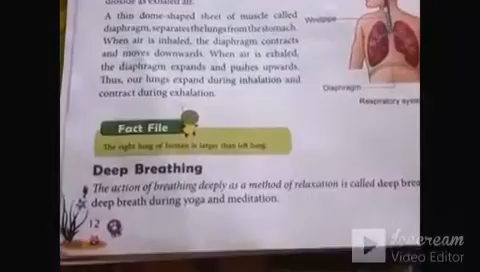 dioxide as exhaled air.
A thin dome-shaped sheet of muscle called
diaphragm, separates the lungs from the stomach.
When air is inhaled, the diaphragm contracts
and moves downwards. When air is exhaled,
the diaphragm expands and pushes upwards.
Thus, our lungs expand during inhalation and
contract during exhalation.
Windpipe
Diaphragm
Respiratory
Fact File
The right lung of human is larger than left lung.
Deep Breathing
The action of breathing deeply as a method of relaxation is called deep
deep breath during yoga and meditation.
12
Video Editor